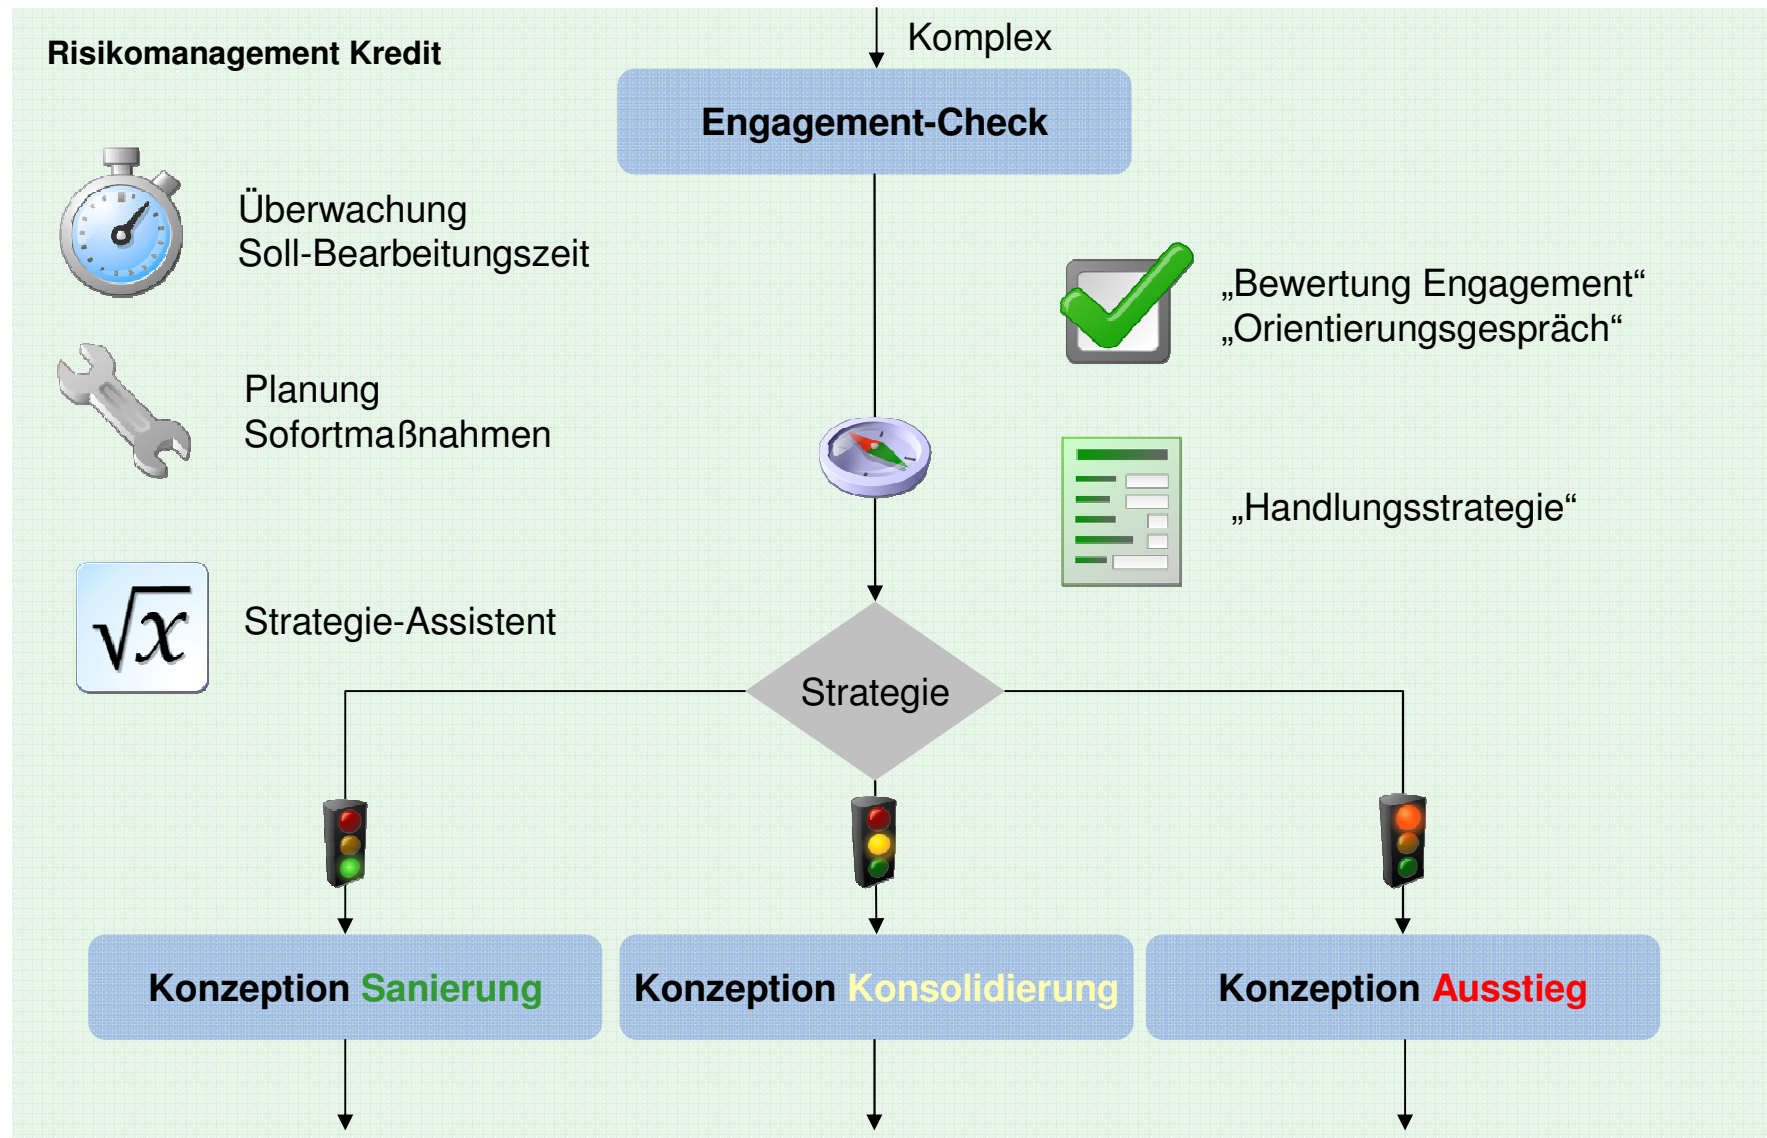 Risikomanagement Kredit
Komplex
Engagement-Check
Überwachung
Soll-Bearbeitungszeit
„Bewertung Engagement“
„Orientierungsgespräch“
Planung
Sofortmaßnahmen
„Handlungsstrategie“
√x
Strategie-Assistent
Strategie
Konzeption Sanierung
Konzeption Konsolidierung
Konzeption Ausstieg